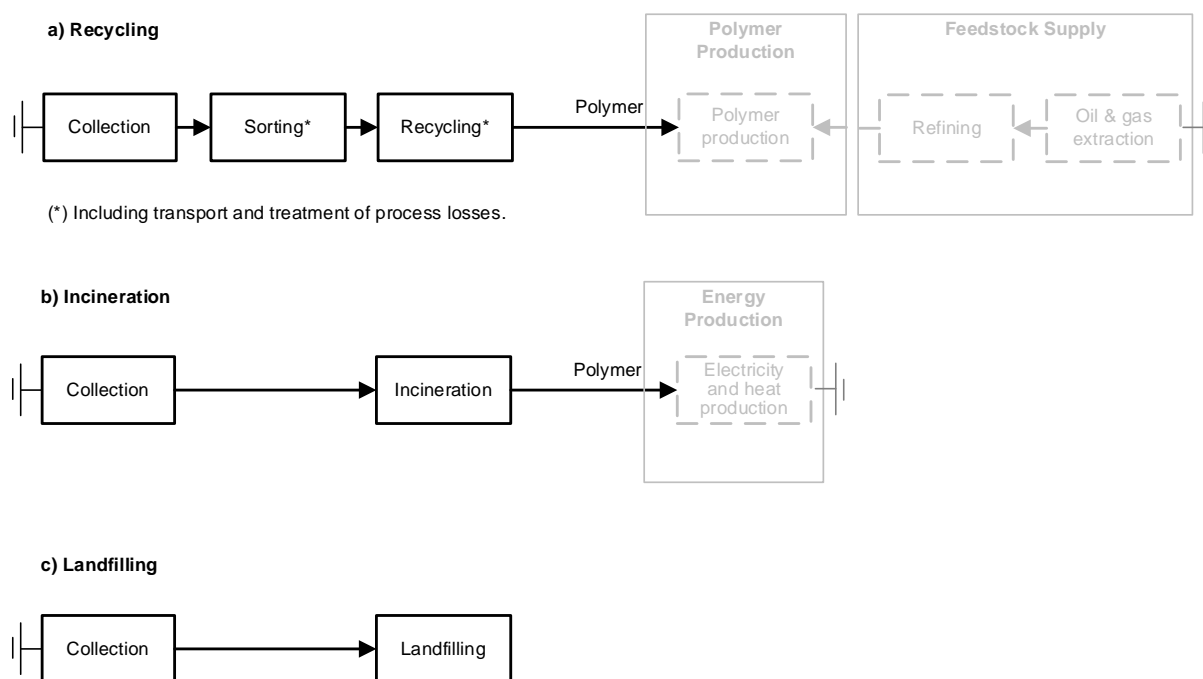 a) Recycling
Polymer
Production
Feedstock Supply
Collection
Sorting*
Recycling*
Polymer
Polymer
production
Refining
Oil & gas
extraction
(*) Including transport and treatment of process losses.
b) Incineration
Energy
Production
Collection
Incineration
Polymer
Electricity
and heat
production
c) Landfilling
Collection
Landfilling